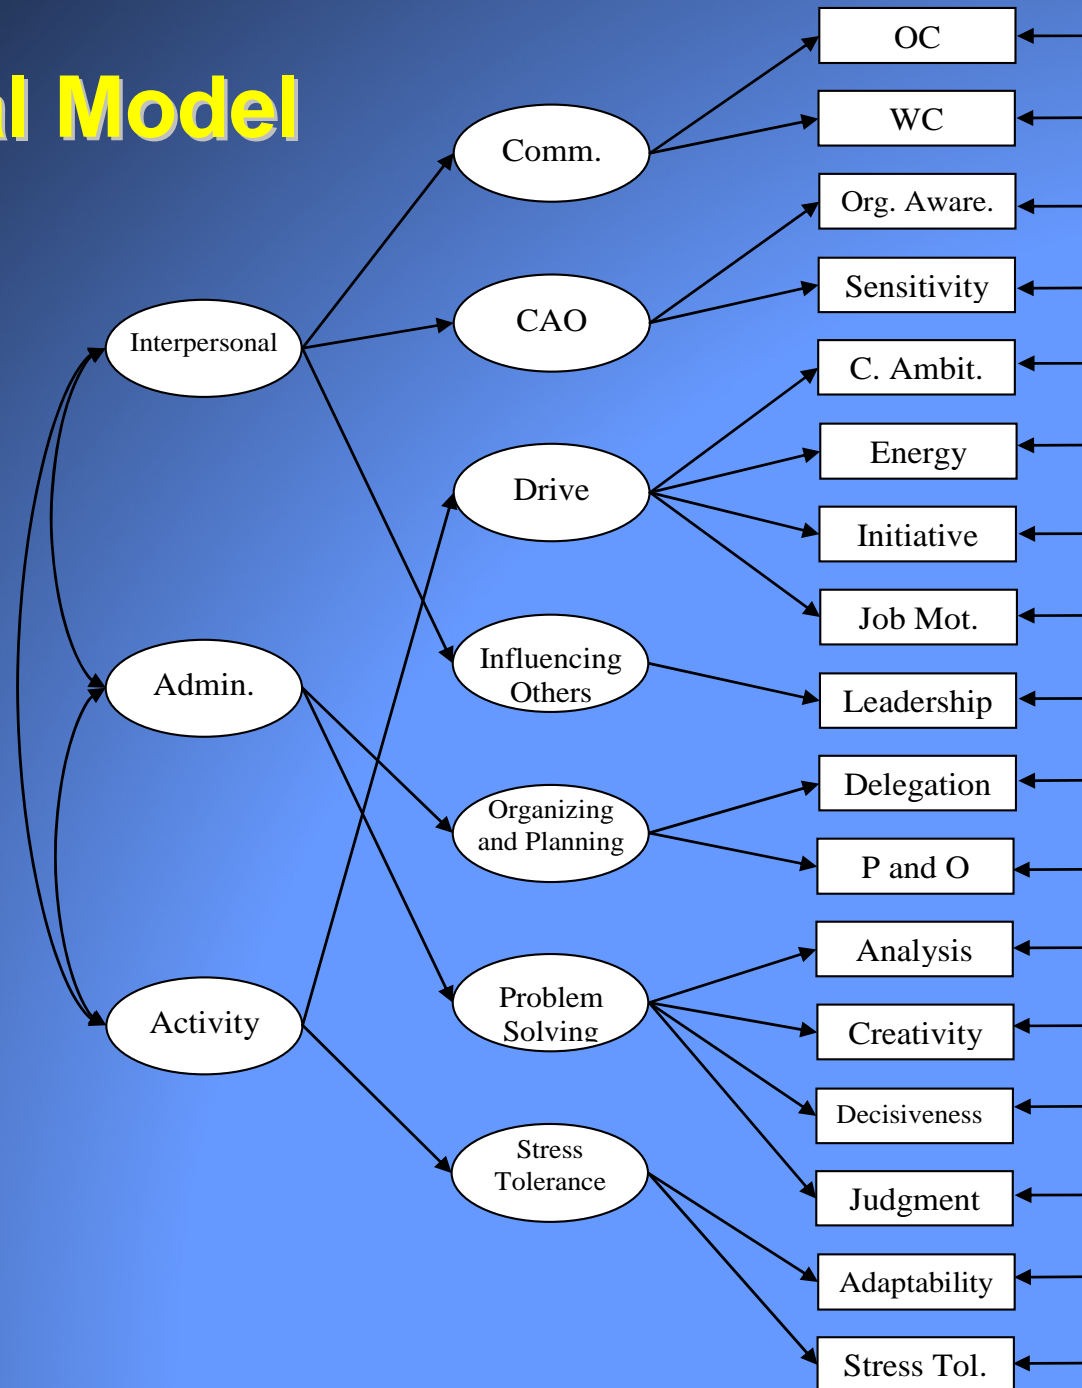 al Model
OC
WC
Comm.
Org. Aware.
Sensitivity
CAO
Interpersonal
C. Ambit.
Energy
Drive
Initiative
Job Mot.
Influencing
Others
Admin.
Leadership
Delegation
Organizing
and Planning
P and O
Analysis
Problem
Solving
Activity
Creativity
Decisiveness
Stress
Tolerance
Judgment
Adaptability
Stress Tol.